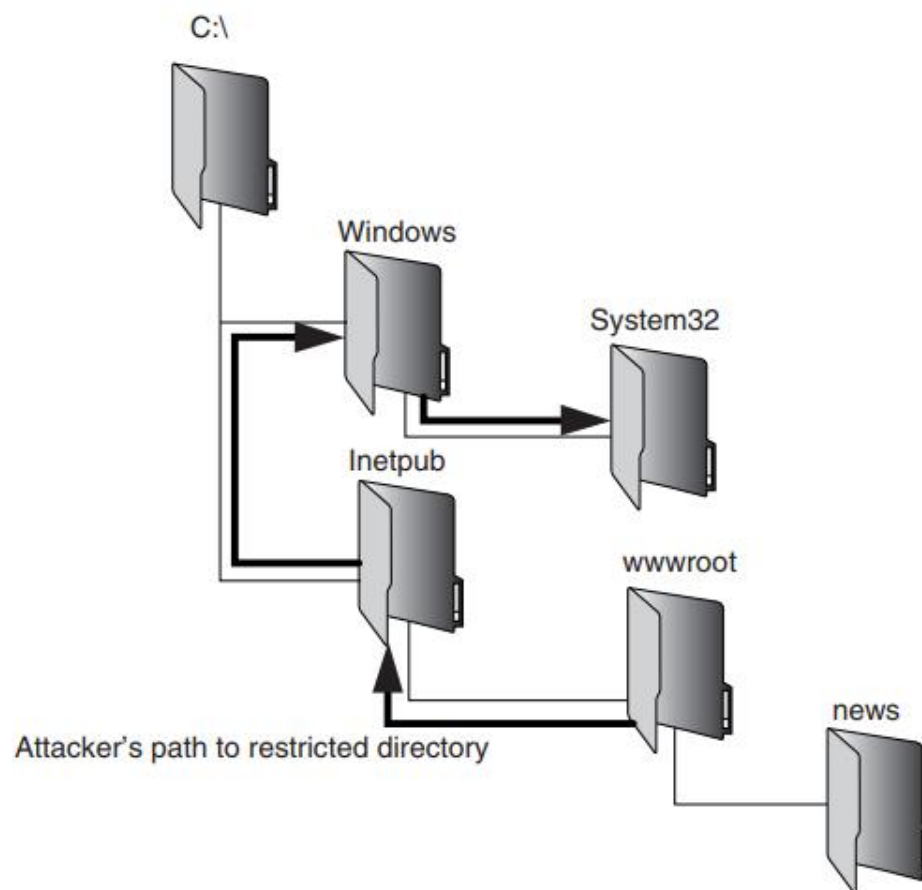 C:\
Windows
System32
Inetpub
wwwroot
news
Attacker's path to restricted directory